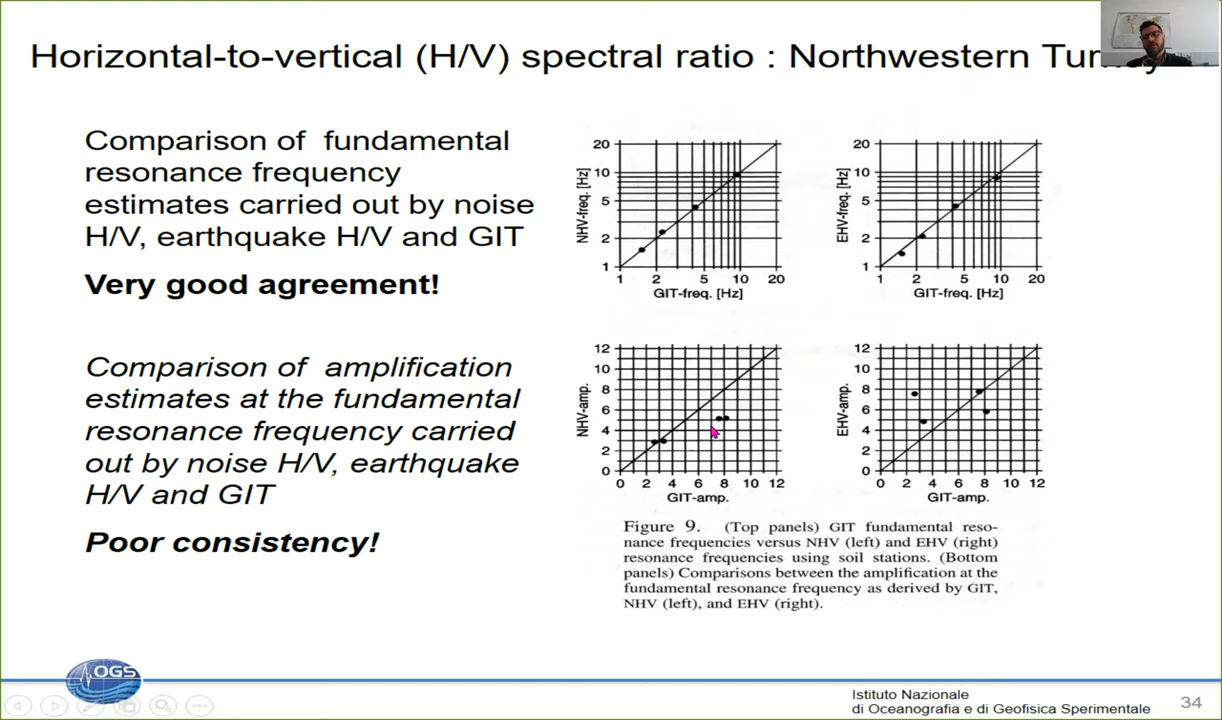 Horizontal-to-vertical (H/V) spectral ratio : Northwestern
Comparison of fundamental
resonance frequency
estimates carried out by noise
H/V, earthquake H/V and GIT
Very good agreement!
Comparison of amplification
estimates at the fundamental
resonance frequency carried
out by noise H/V, earthquake
H/V and GIT
Poor consistency!
NHV-freq. [Hz]
20
10
5
2
1
1 2 5 10 20
GIT-freq. [Hz]
EHV-freq. [Hz]
20
10
5
2
1
1 2 5 10 20
GIT-freq. [Hz]
NHV-amp.
12
10
8
6
4
2
0
0 2 4 6 8 10 12
GIT-amp.
EHV-amp.
12
10
8
6
4
2
0
0 2 4 6 8 10 12
GIT-amp.
Figure 9. (Top panels) GIT fundamental reso-
nance frequencies versus NHV (left) and EHV (right)
resonance frequencies using soil stations. (Bottom
panels) Comparisons between the amplification at the
fundamental resonance frequency as derived by GIT,
NHV (left), and EHV (right).
OGS
Istituto Nazionale
di Oceanografia e di Geofisica Sperimentale
34